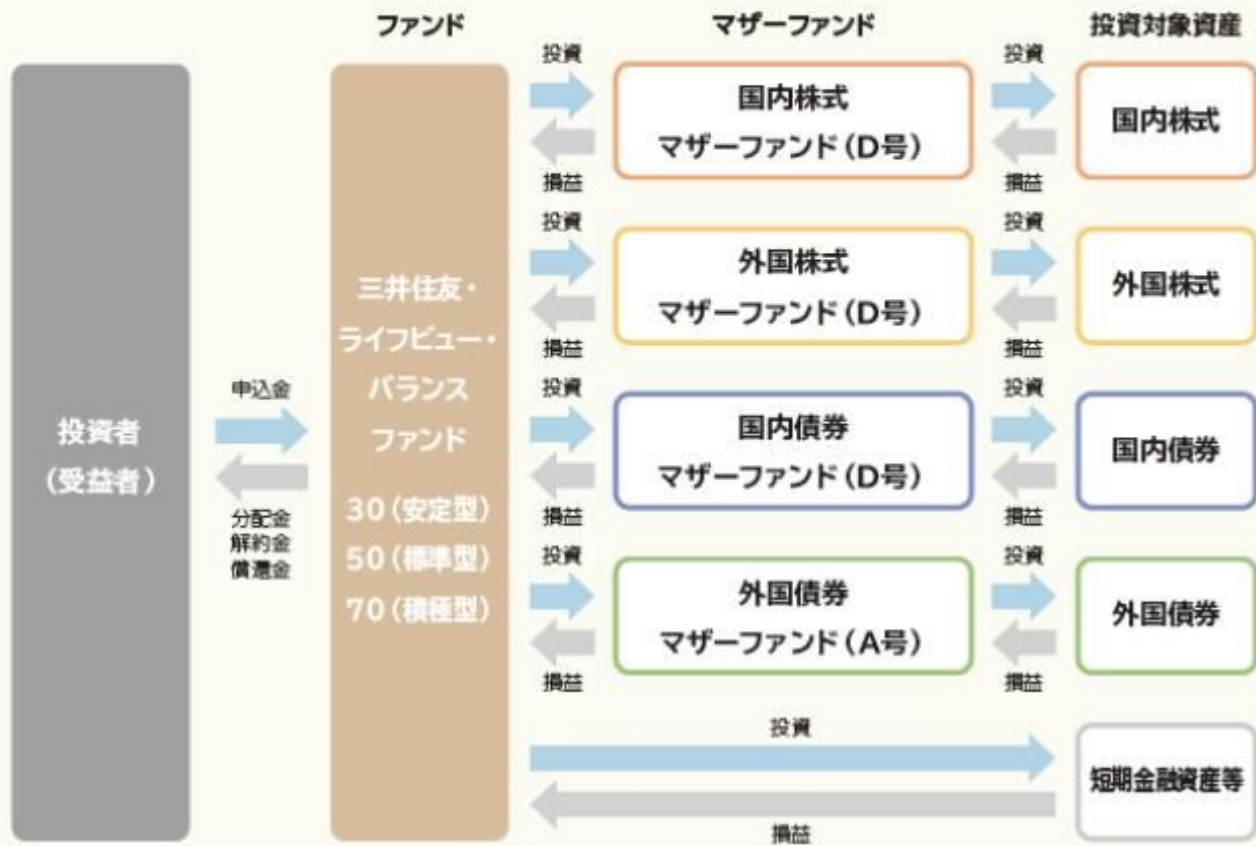 ファンド
マザーファンド
投資対象資産
投資者
(受益者)
申込金
分配金
解約金
償還金
三井住友・
ライフビュー・
バランス
ファンド
30(安定型)
50(標準型)
70(積極型)
投資
損益
国内株式
マザーファンド(D号)
投資
損益
国内株式
投資
損益
外国株式
マザーファンド(D号)
投資
損益
外国株式
投資
損益
国内債券
マザーファンド(D号)
投資
損益
国内債券
投資
損益
外国債券
マザーファンド(A号)
投資
損益
外国債券
投資
損益
短期金融資産等